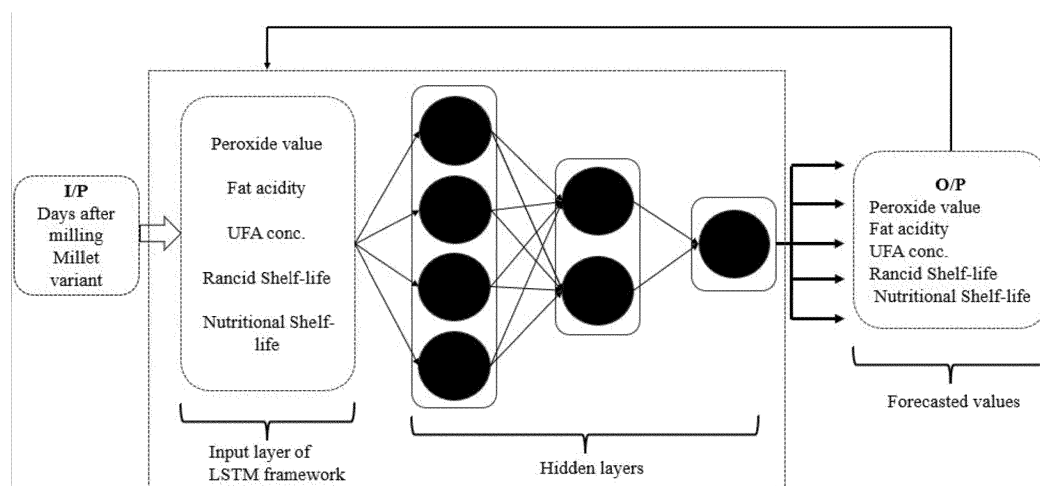 I/P
Days after
milling
Millet
variant
Peroxide value
Fat acidity
UFA conc.
Rancid Shelf-life
Nutritional Shelf-
life
Input layer of
LSTM framework
Hidden layers
O/P
Peroxide value
Fat acidity
UFA conc.
Rancid Shelf-life
Nutritional Shelf-life
Forecasted values